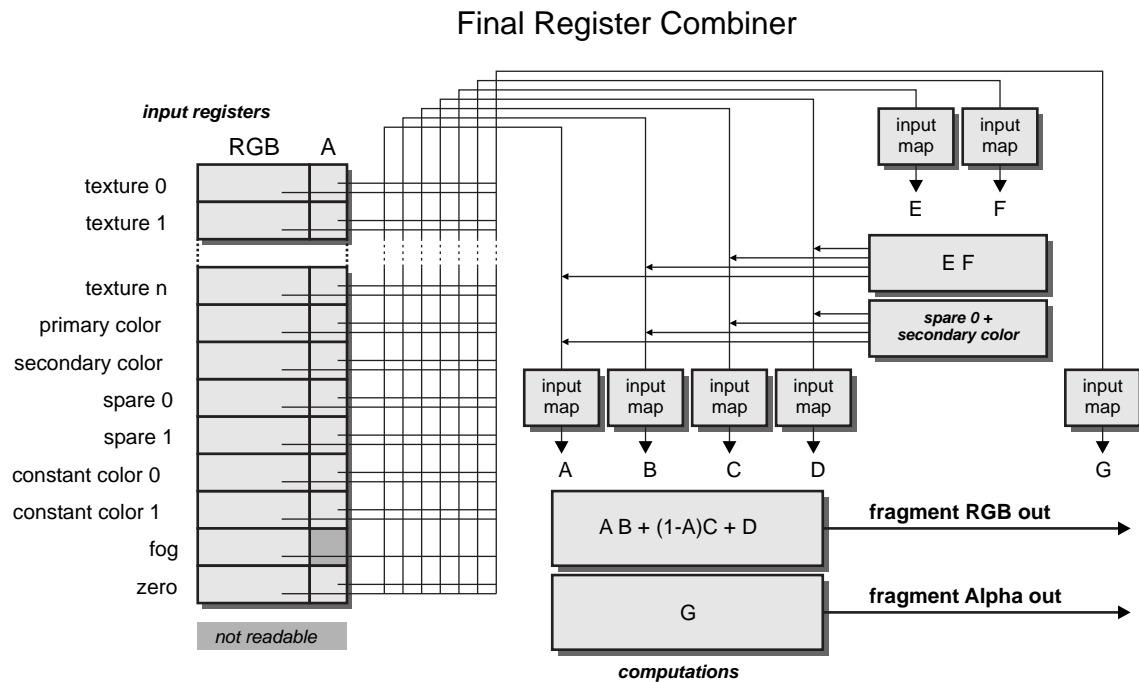 Final Register Combiner
input registers
RGB A
texture 0
texture 1
texture n
primary color
secondary color
spare 0
spare 1
constant color 0
constant color 1
fog
zero
not readable
input
map
input
map
E
F
E F
spare 0 +
secondary color
input
map
input
map
input
map
input
map
input
map
A
B
C
D
G
A B + (1-A)C + D
fragment RGB out
G
fragment Alpha out
computations